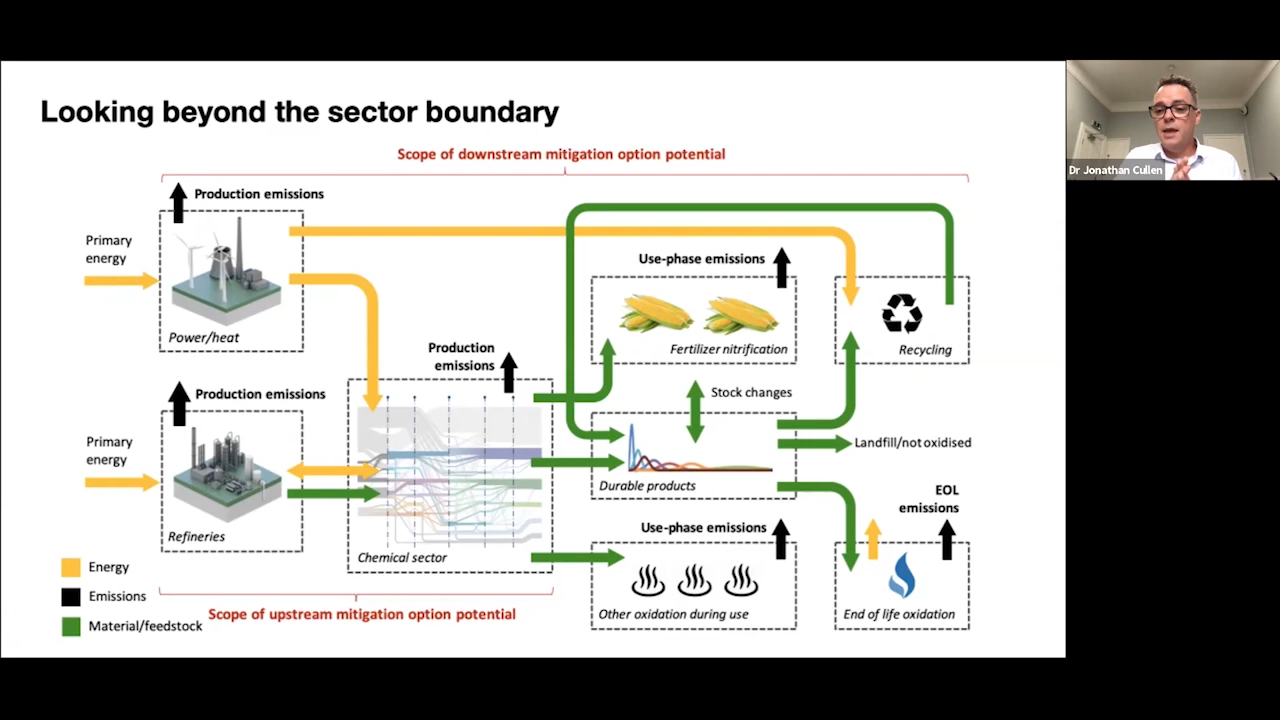 Looking beyond the sector boundary
Scope of downstream mitigation option potential
Production emissions
Primary
energy
Power/heat
Use-phase emissions
Fertilizer nitrification
Recycling
Production
emissions
Stock changes
Production emissions
Primary
energy
Refineries
Chemical sector
Durable products
Landfill/not oxidised
EOL
emissions
Use-phase emissions
Other oxidation during use
End of life oxidation
Energy
Emissions
Material/feedstock
Scope of upstream mitigation option potential
Dr Jonathan Cullen